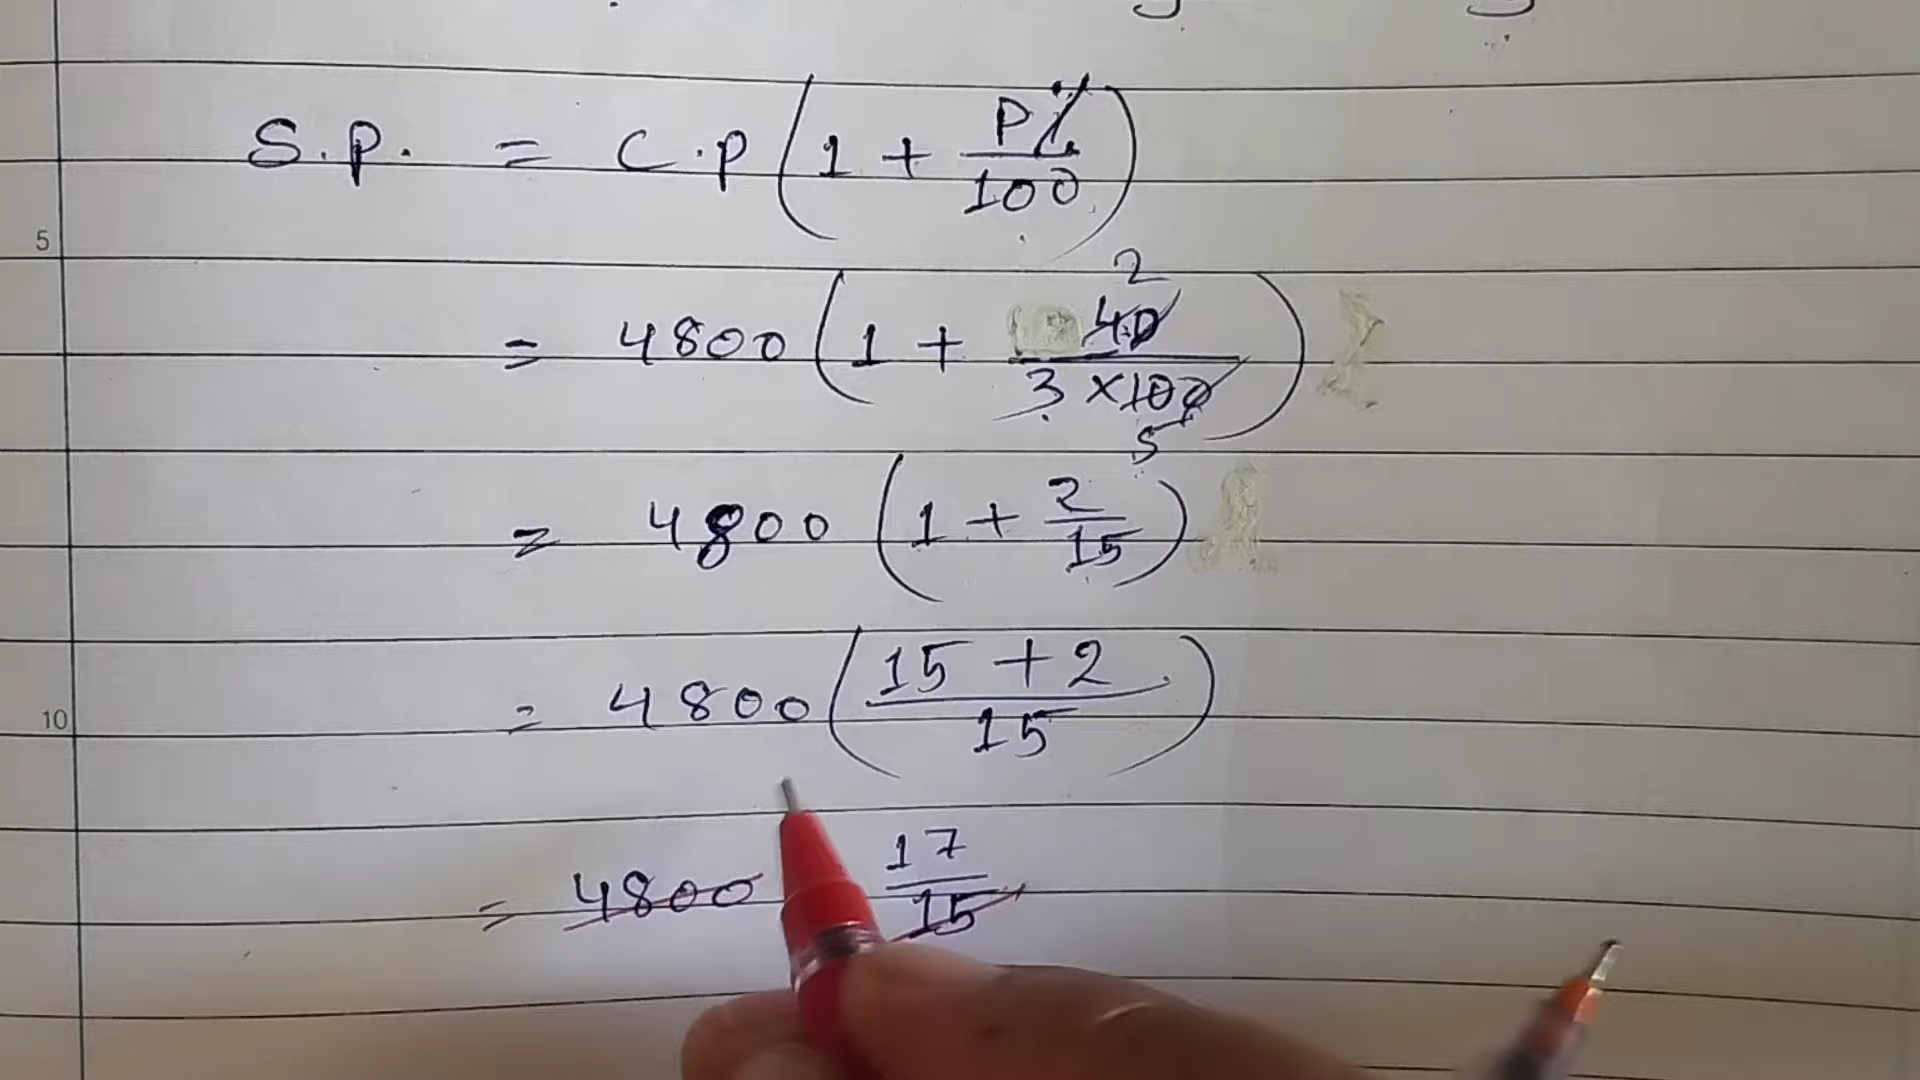 S.P. = C.P (1 + P%/100)
5
2
= 4800 (1 + 40/3×100)
5
= 4800 (1 + 2/15)
= 4800 (15 + 2/15)
10
= 4800 17/15